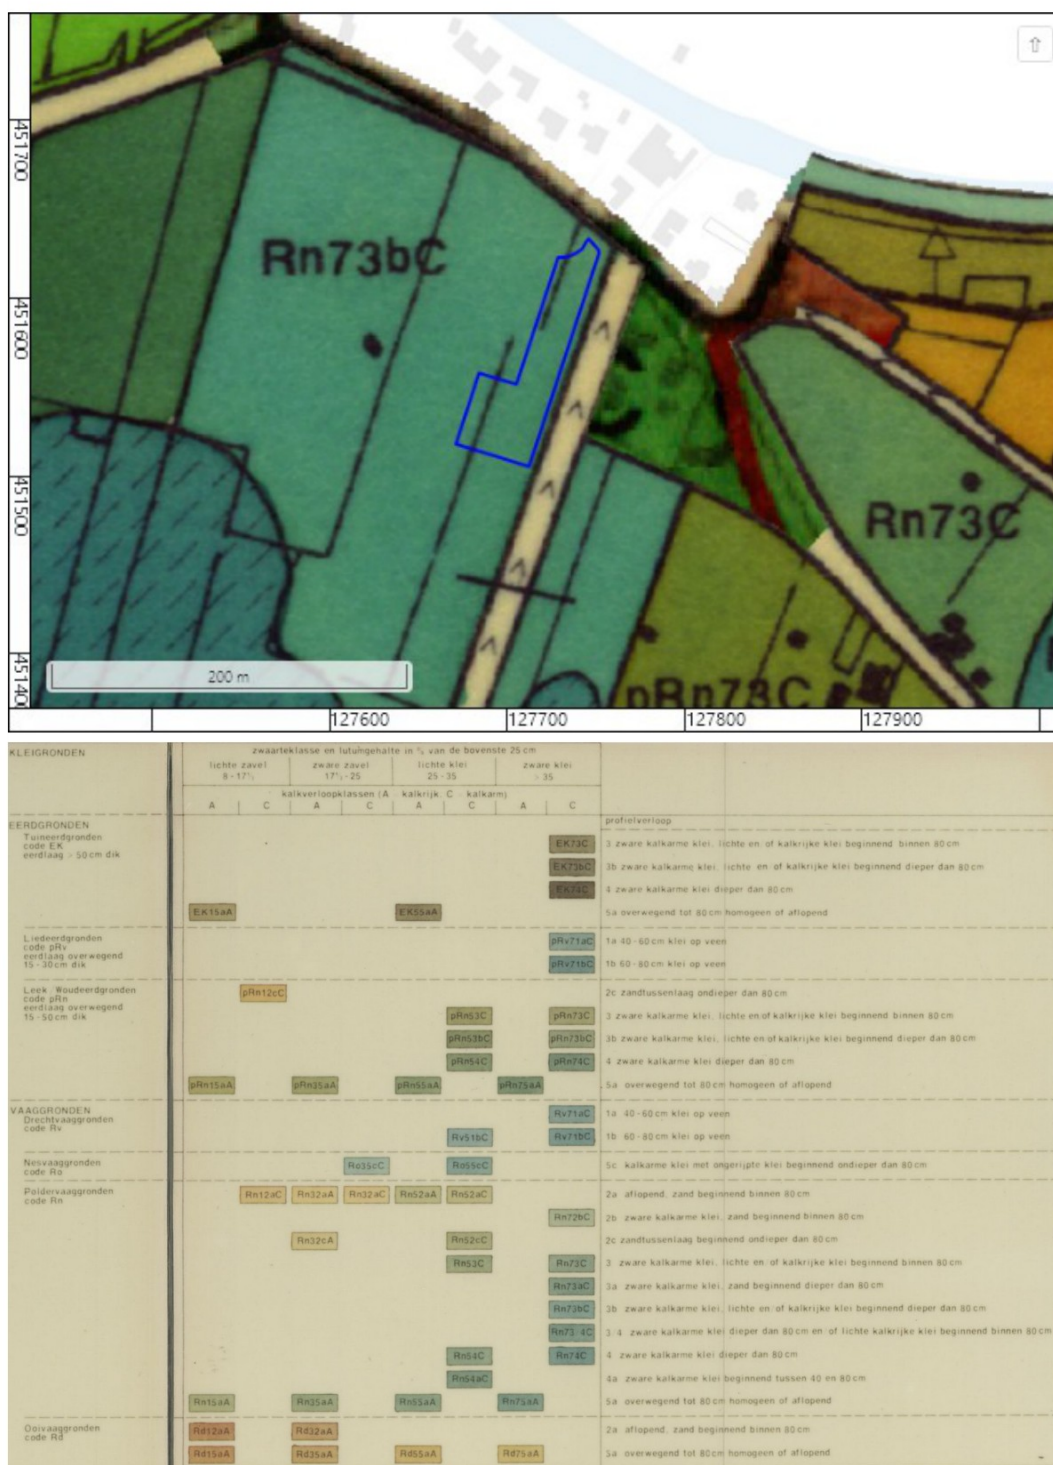 451700
451600
451500
451400
Rn73bC
Rn73C
pRn73C
200 m
127600
127700
127800
127900
KLEIGRONDEN
zwaarteklasse en lutumgehalte in % van de bovenste 25 cm
lichte zavel
8 - 17½
zware zavel
17½ - 25
lichte klei
25 - 35
zware klei
> 35
kalkverloopklassen (A - kalkrijk, C - kalkarm)
A C A C A C A C
EERDGRONDEN
profielverloop
Tuineerdgronden
code EK
eerdlaag > 50 cm dik
EK73C 3 zware kalkarme klei, lichte en of kalkrijke klei beginnend binnen 80 cm
EK73bC 3b zware kalkarme klei, lichte en of kalkrijke klei beginnend dieper dan 80 cm
EK74C 4 zware kalkarme klei dieper dan 80 cm
EK15aA EK55aA 5a overwegend tot 80 cm homogeen of aflopend
Liedeerdgronden
code pRv
eerdlaag overwegend
15 - 30 cm dik
pRv71aC 1a 40 - 60 cm klei op veen
pRv71bC 1b 60 - 80 cm klei op veen
Leek / Woudeerdgronden
code pRn
eerdlaag overwegend
15 - 50 cm dik
pRn12cC 2c zandtussenlaag ondieper dan 80 cm
pRn53C pRn73C 3 zware kalkarme klei, lichte en of kalkrijke klei beginnend binnen 80 cm
pRn53bC pRn73bC 3b zware kalkarme klei, lichte en of kalkrijke klei beginnend dieper dan 80 cm
pRn54C pRn74C 4 zware kalkarme klei dieper dan 80 cm
pRn15aA pRn35aA pRn55aA pRn75aA 5a overwegend tot 80 cm homogeen of aflopend
VAAGGRONDEN
Drechtvaaggronden
code Rv
Rv71aC 1a 40 - 60 cm klei op veen
Rv51bC Rv71bC 1b 60 - 80 cm klei op veen
Nesvaaggronden
code Ro
Ro35cC Ro55cC 5c kalkarme klei met ongerijpte klei beginnend ondieper dan 80 cm
Poldervaaggronden
code Rn
Rn12aC Rn32aA Rn32aC Rn52aA Rn52aC 2a aflopend, zand beginnend binnen 80 cm
Rn72bC 2b zware kalkarme klei, zand beginnend binnen 80 cm
Rn32cA Rn52cC 2c zandtussenlaag beginnend ondieper dan 80 cm
Rn53C Rn73C 3 zware kalkarme klei, lichte en of kalkrijke klei beginnend binnen 80 cm
Rn73aC 3a zware kalkarme klei, zand beginnend dieper dan 80 cm
Rn73bC 3b zware kalkarme klei, lichte en of kalkrijke klei beginnend dieper dan 80 cm
Rn73/4C 3/4 zware kalkarme klei dieper dan 80 cm en of lichte kalkrijke klei beginnend binnen 80 cm
Rn54C Rn74C 4 zware kalkarme klei dieper dan 80 cm
Rn54aC 4a zware kalkarme klei beginnend tussen 40 en 80 cm
Rn15aA Rn35aA Rn55aA Rn75aA 5a overwegend tot 80 cm homogeen of aflopend
Ooivaaggronden
code Rd
Rd12aA Rd32aA 2a aflopend, zand beginnend binnen 80 cm
Rd15aA Rd35aA Rd55aA Rd75aA 5a overwegend tot 80 cm homogeen of aflopend